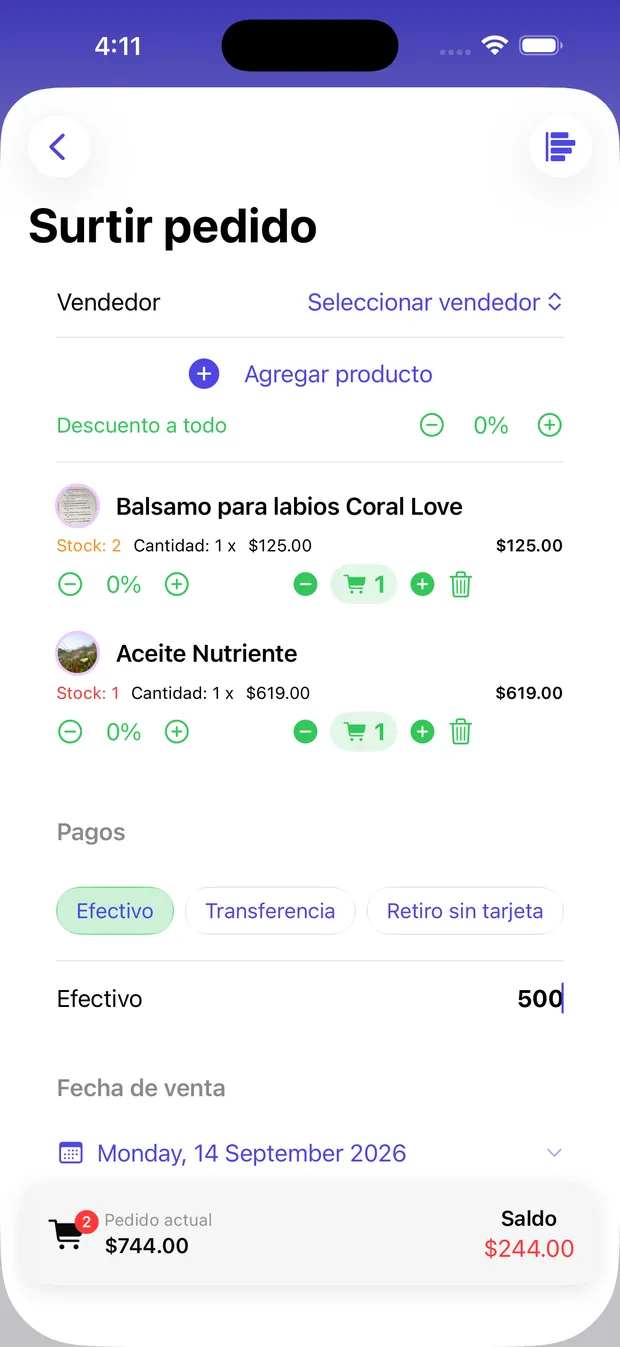 4:11
Surtir pedido
Vendedor Seleccionar vendedor
Agregar producto
Descuento a todo 0%
Balsamo para labios Coral Love
Stock: 2 Cantidad: 1 x $125.00 $125.00
0% 1
Aceite Nutriente
Stock: 1 Cantidad: 1 x $619.00 $619.00
0% 1
Pagos
Efectivo Transferencia Retiro sin tarjeta
Efectivo 500
Fecha de venta
Monday, 14 September 2026
2 Pedido actual Saldo
$744.00 $244.00